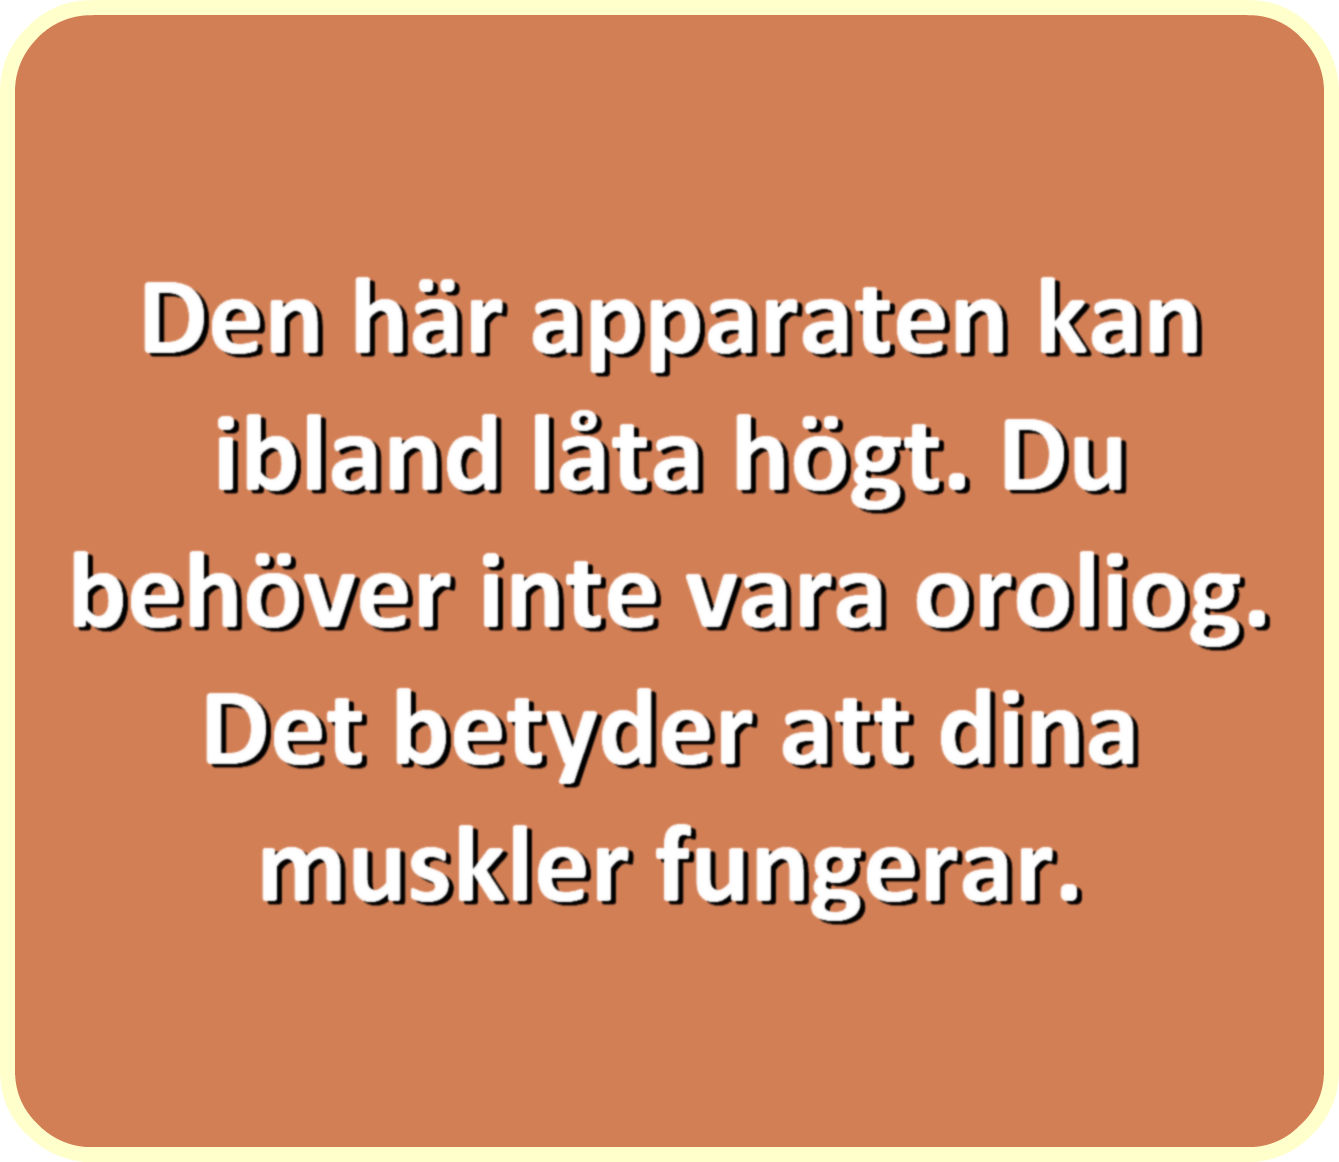 Den här apparaten kan
ibland låta högt. Du
behöver inte vara oroliog.
Det betyder att dina
muskler fungerar.